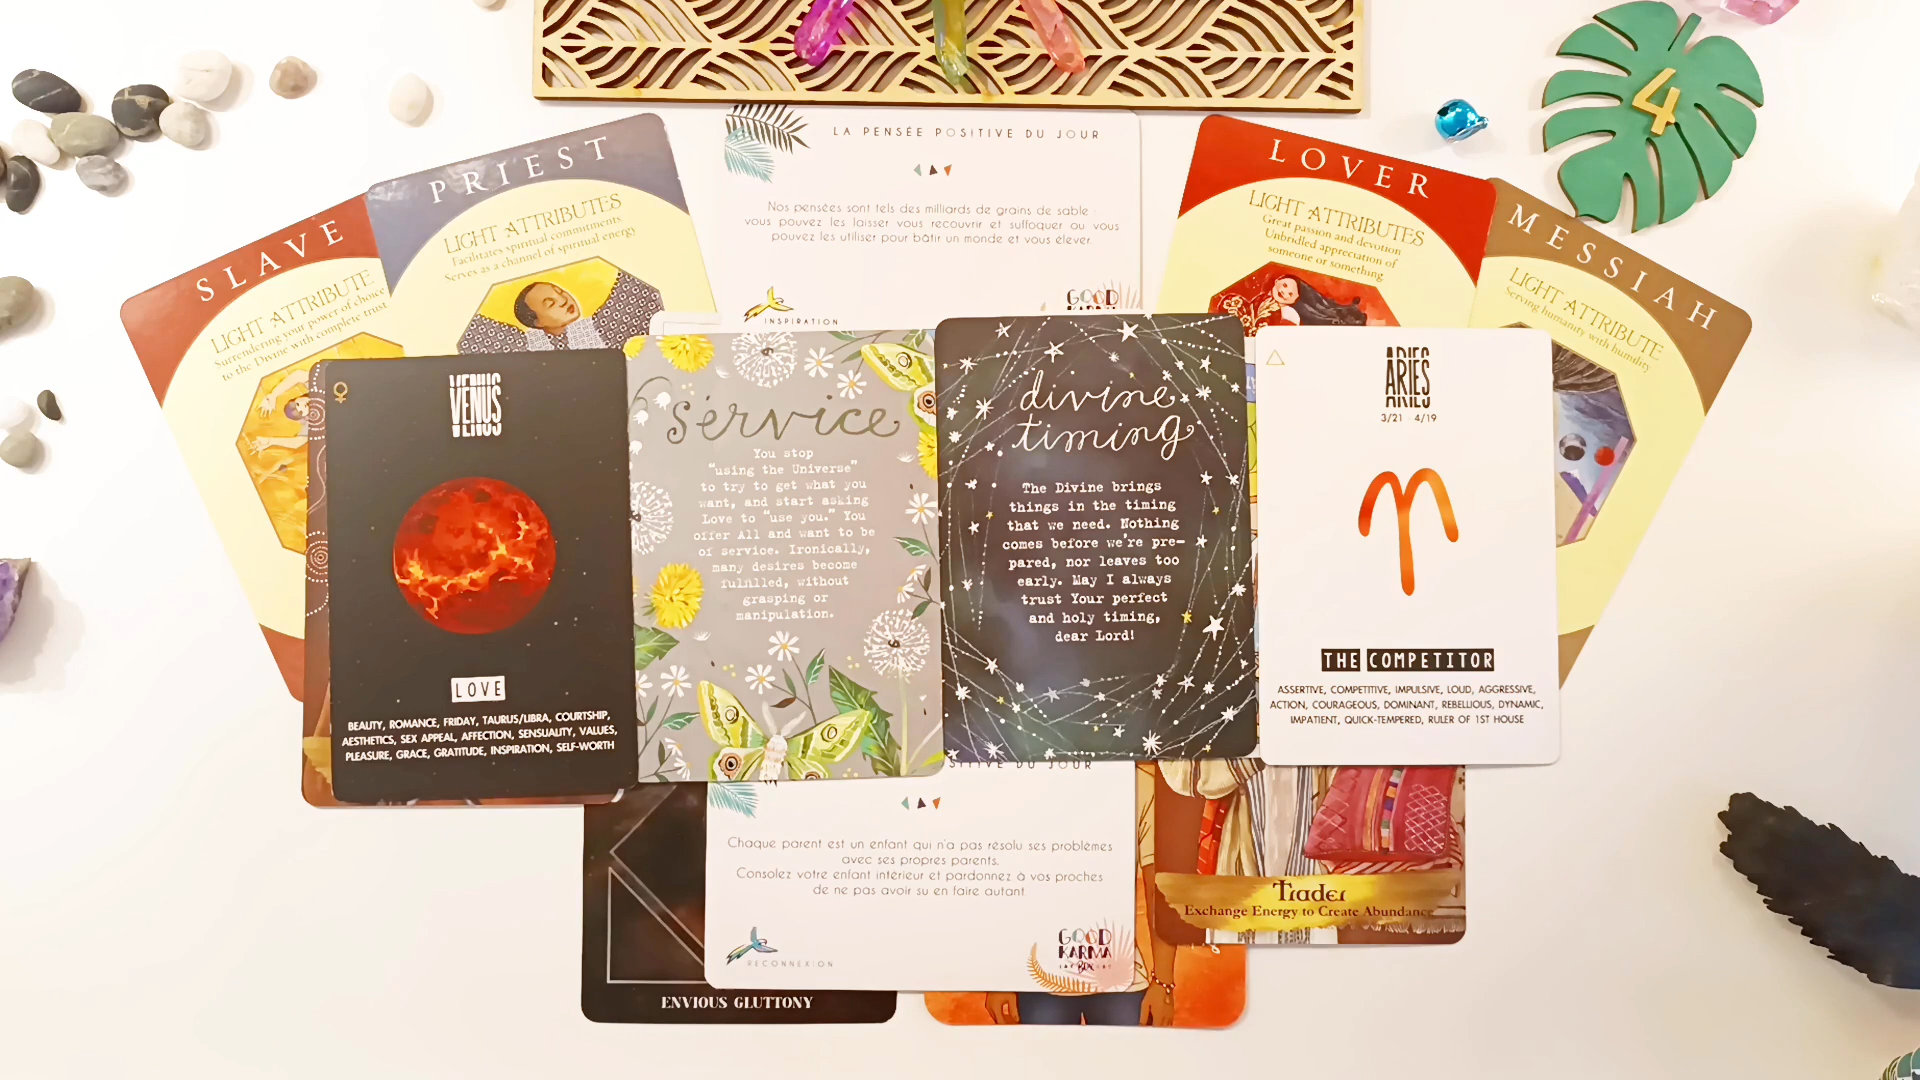 4
LA PENSÉE POSITIVE DU JOUR
Nos pensées sont tels des milliards de grains de sable :
vous pouvez les laisser vous recouvrir et suffoquer ou vous
pouvez les utiliser pour bâtir un monde et vous élever.
INSPIRATION
GOOD
SLAVE
LIGHT ATTRIBUTE
Surrendering your power of choice
to the Divine with complete trust
PRIEST
LIGHT ATTRIBUTES
Facilitates spiritual commitments
Serves as a channel of spiritual energy
LOVER
LIGHT ATTRIBUTES
Great passion and devotion
Unbridled appreciation of
someone or something
MESSIAH
LIGHT ATTRIBUTE
Serving humanity with humility
♀
VENUS
LOVE
BEAUTY, ROMANCE, FRIDAY, TAURUS/LIBRA, COURTSHIP,
AESTHETICS, SEX APPEAL, AFFECTION, SENSUALITY, VALUES,
PLEASURE, GRACE, GRATITUDE, INSPIRATION, SELF-WORTH
service
You stop
"using the Universe"
to try to get what you
want, and start asking
Love to "use you." You
offer All and want to be
of service. Ironically,
many desires become
fulfilled, without
grasping or
manipulation.
divine
timing
The Divine brings
things in the timing
that we need. Nothing
comes before we're pre-
pared, nor leaves too
early. May I always
trust Your perfect
and holy timing,
dear Lord!
ARIES
3/21 - 4/19
THE COMPETITOR
ASSERTIVE, COMPETITIVE, IMPULSIVE, LOUD, AGGRESSIVE,
ACTION, COURAGEOUS, DOMINANT, REBELLIOUS, DYNAMIC,
IMPATIENT, QUICK-TEMPERED, RULER OF 1ST HOUSE
DU JOUR
Chaque parent est un enfant qui n'a pas résolu ses problèmes
avec ses propres parents.
Consolez votre enfant intérieur et pardonnez à vos proches
de ne pas avoir su en faire autant
RECONNEXION
GOOD
KARMA
BOX
ENVIOUS GLUTTONY
Trader
Exchange Energy to Create Abundance